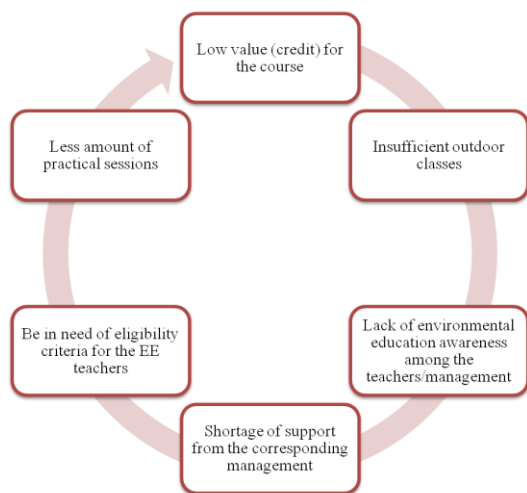 Low value (credit) for
the course
Insufficient outdoor
classes
Lack of environmental
education awareness
among the
teachers/management
Shortage of support
from the corresponding
management
Be in need of eligibility
criteria for the EE
teachers
Less amount of
practical sessions